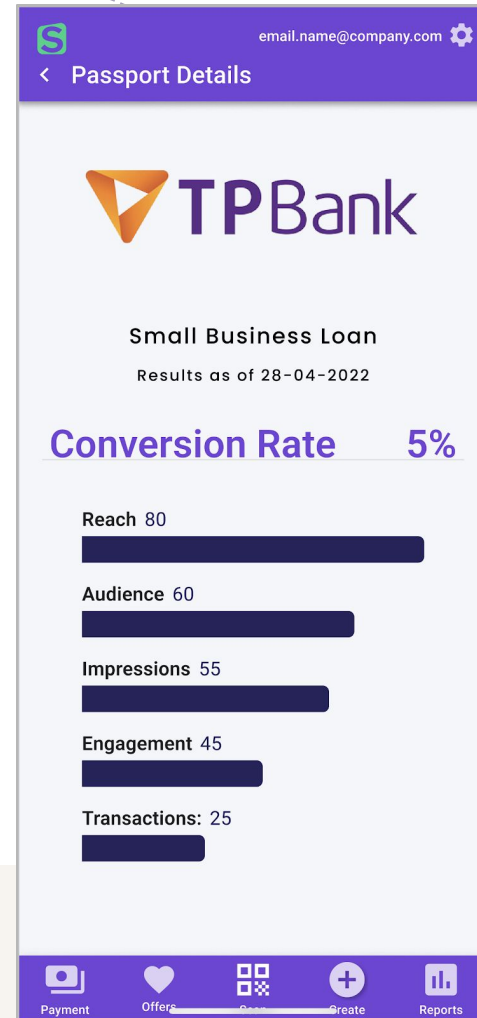 S
email.name@company.com
Passport Details
TPBank
Small Business Loan
Results as of 28-04-2022
Conversion Rate 5%
Reach 80
Audience 60
Impressions 55
Engagement 45
Transactions: 25
Payment Offers Create Reports